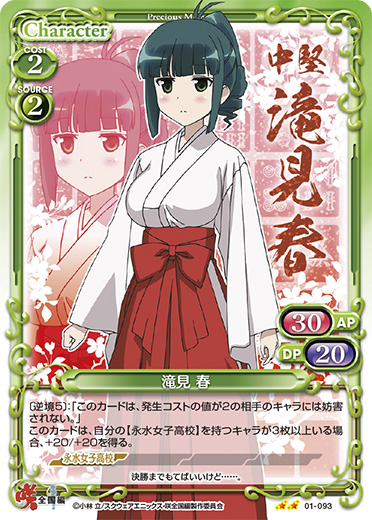 Precious M
Character
COST
2
SOURCE
2
中堅
滝見春
30 AP
DP 20
滝見 春
[逆境5]:「このカードは、発生コストの値が2の相手のキャラには妨害
されない。」
このカードは、自分の【永水女子高校】を持つキャラが3枚以上いる場
合、+20/+20を得る。
永水女子高校
決勝までもてばいいけど……。
咲 全国編
©小林 立/スクウェアエニックス・咲全国編製作委員会
01-093